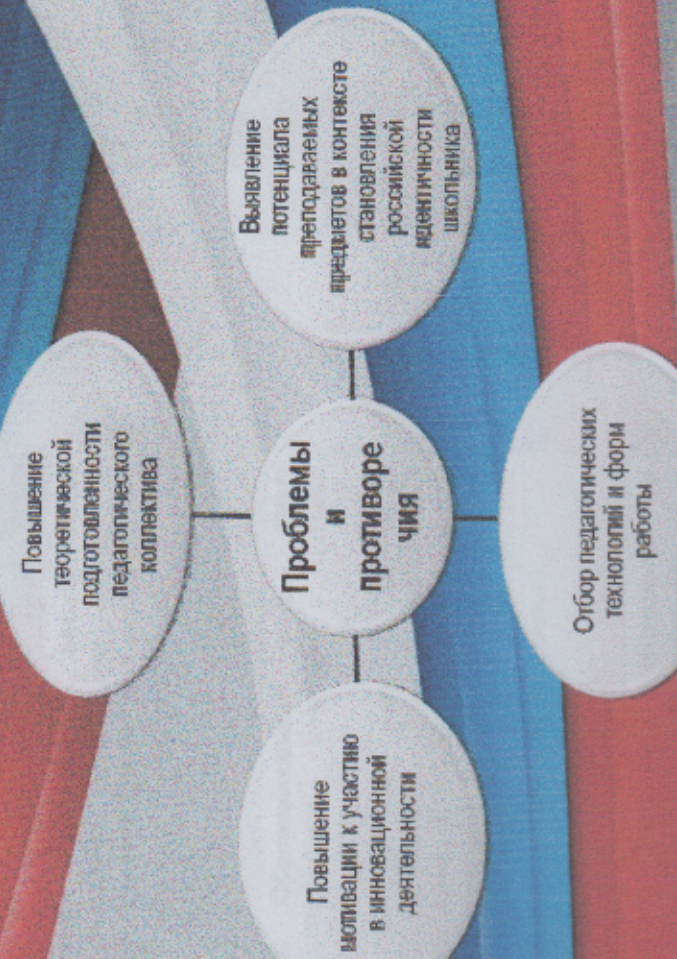 Повышение
теоретической
подготовленности
педагогического
коллектива
Повышение
мотивации к участию
в инновационной
деятельности
Проблемы
и
противоре
чия
Выявление
потенциала
преподаваемых
предметов в контексте
становления
российской
идентичности
школьника
Отбор педагогических
технологий и форм
работы